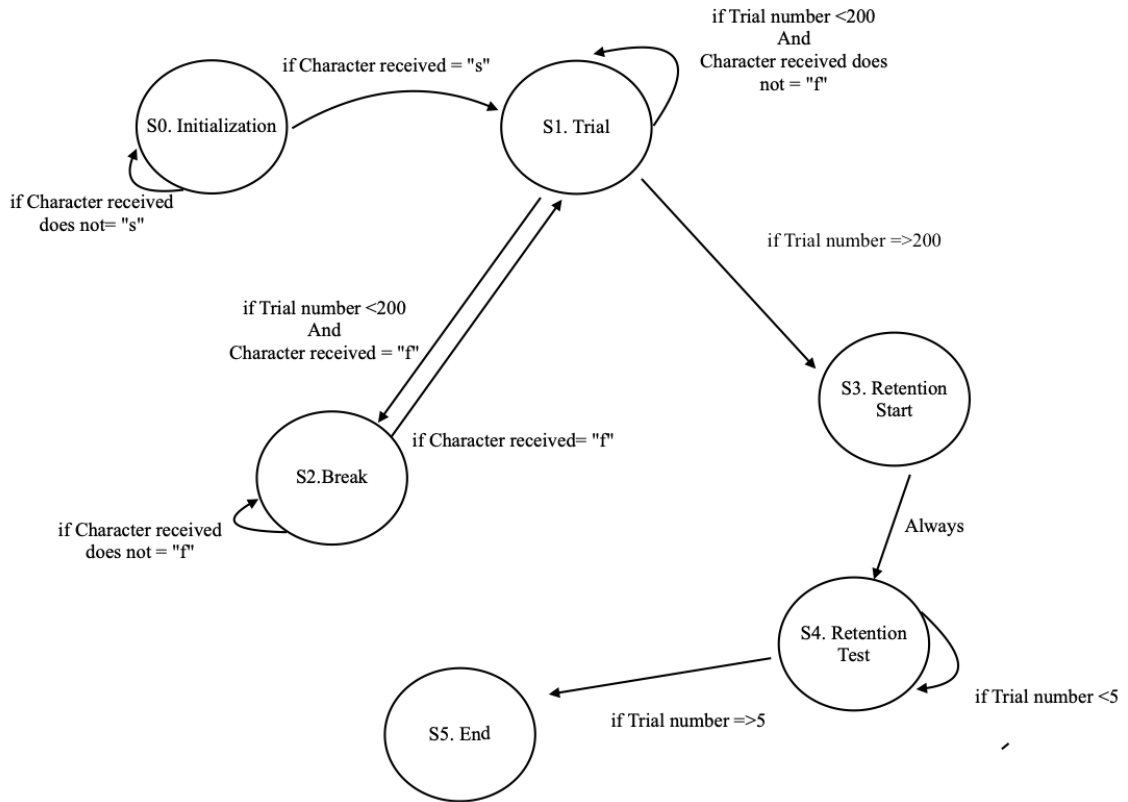 if Trial number <200
And
Character received does
not = "f"
if Character received = "s"
S0. Initialization
S1. Trial
if Character received
does not= "s"
if Trial number =>200
if Trial number <200
And
Character received = "f"
S3. Retention
Start
if Character received= "f"
S2.Break
if Character received
does not = "f"
Always
S4. Retention
Test
if Trial number <5
if Trial number =>5
S5. End